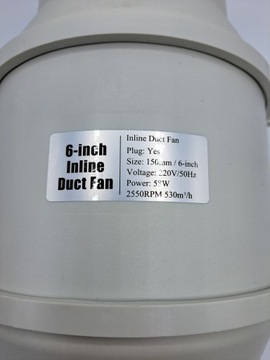 6-inch
Inline
Duct Fan
Inline Duct Fan
Plug: Yes
Size: 150mm / 6-inch
Voltage: 220V/50Hz
Power:
2550RPM 530m³/h